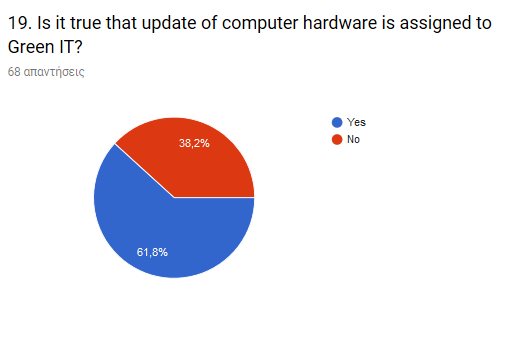 19. Is it true that update of computer hardware is assigned to
Green IT?
68 απαντήσεις
Yes
No
38,2%
61,8%